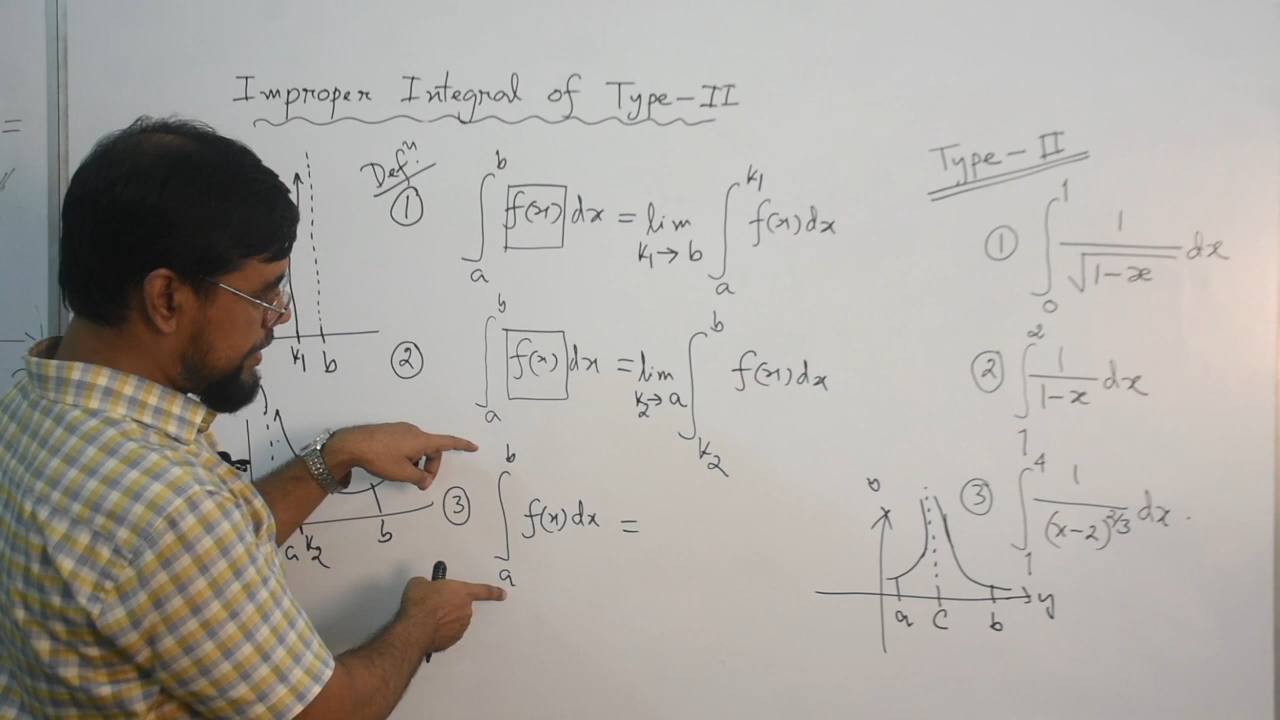 Improper Integral of Type-II
Defⁿ:
① ∫_a^b f(x) dx = lim_{k₁→b} ∫_a^{k₁} f(x) dx
② ∫_a^b f(x) dx = lim_{k₂→a} ∫_{k₂}^b f(x) dx
③ ∫_a^b f(x) dx =
k₁ b
a k₂ b
Type-II
① ∫_0^1 1/√(1-x) dx
② ∫_1^2 1/(1-x) dx
③ ∫_1^4 1/(x-2)^{2/3} dx.
a c b y
=